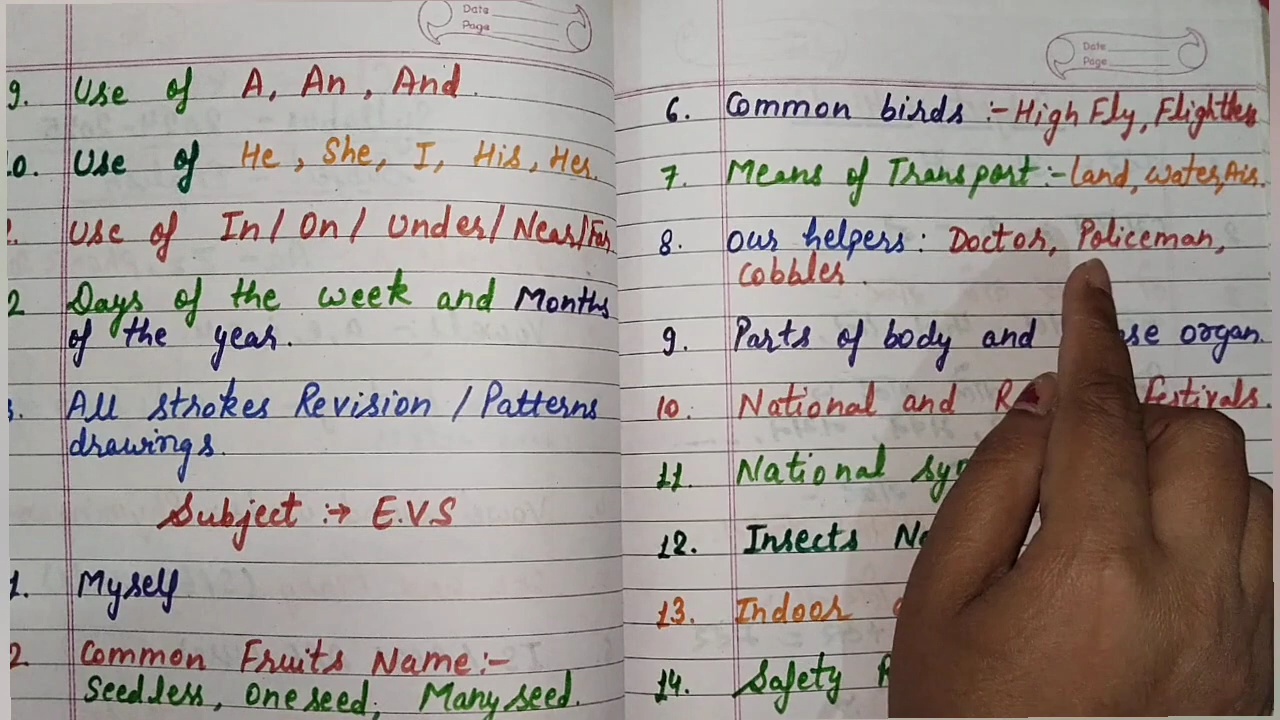 Date
Page
9. Use of A, An, And.
10. Use of He, She, I, His, Her.
Use of In/On/Under/Near/Far
2 Days of the week and Months
of the year.
3. All strokes Revision / Patterns
drawings.
Subject :→ E.V.S
1. Myself
2. Common Fruits Name:-
Seedless, One seed, Many seed.
Date
Page
6. Common birds :- High Fly, Flightless
7. Means of Transport:- Land, Water, Air.
8. Our helpers : Doctor, Policeman,
Cobbler.
9. Parts of body and organ.
10. National and festivals.
11. National
12. Insects
13. Indoor
14. Safety